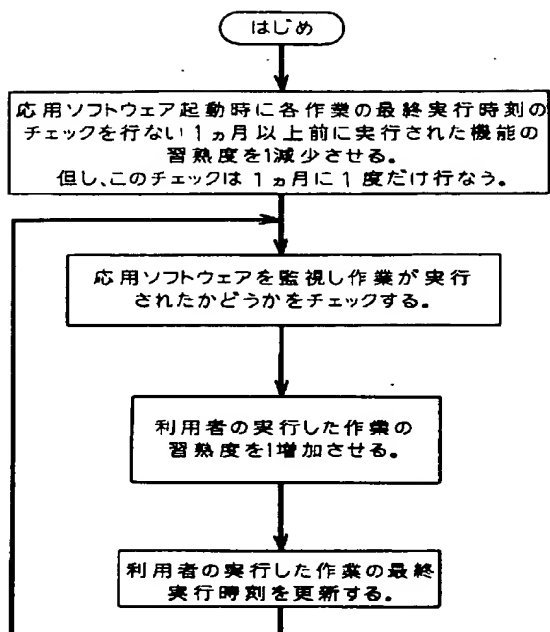 はじめ
応用ソフトウェア起動時に各作業の最終実行時刻の
チェックを行ない1ヵ月以上前に実行された機能の
習熟度を1減少させる。
但し、このチェックは1ヵ月に1度だけ行なう。
応用ソフトウェアを監視し作業が実行
されたかどうかをチェックする。
利用者の実行した作業の
習熟度を1増加させる。
利用者の実行した作業の最終
実行時刻を更新する。